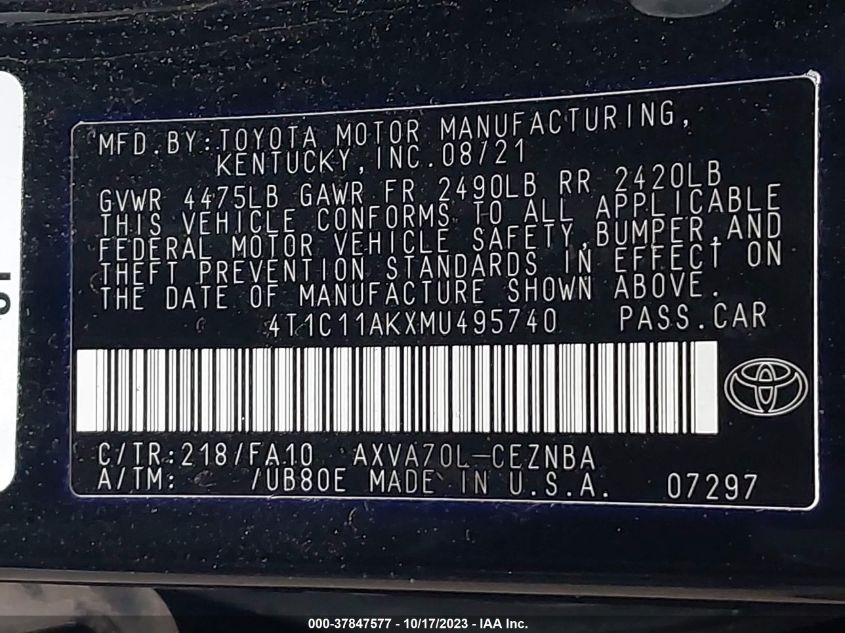 MFD.BY:TOYOTA MOTOR MANUFACTURING,
KENTUCKY,INC.08/21
GVWR 4475LB GAWR FR 2490LB RR 2420LB
THIS VEHICLE CONFORMS TO ALL APPLICABLE
FEDERAL MOTOR VEHICLE SAFETY,BUMPER,AND
THEFT PREVENTION STANDARDS IN EFFECT ON
THE DATE OF MANUFACTURE SHOWN ABOVE.
4T1C11AKXMU495740 PASS.CAR
C/TR:218/FA10 AXVA70L-CEZNBA
A/TM: /UB80E MADE IN U.S.A. 07297
000-37847577 - 10/17/2023 - IAA Inc.